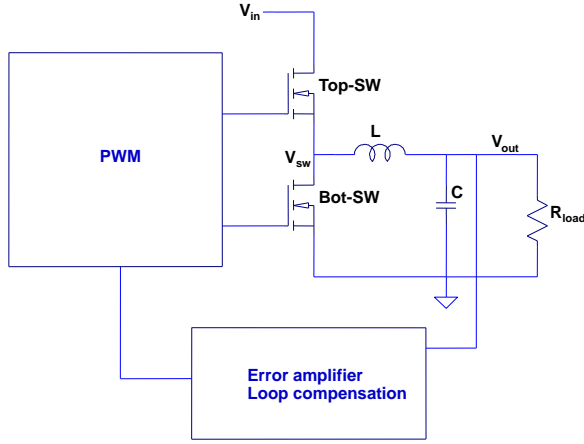 Vin
Top-SW
PWM
L
Vout
Vsw
C
Bot-SW
Rload
Error amplifier
Loop compensation